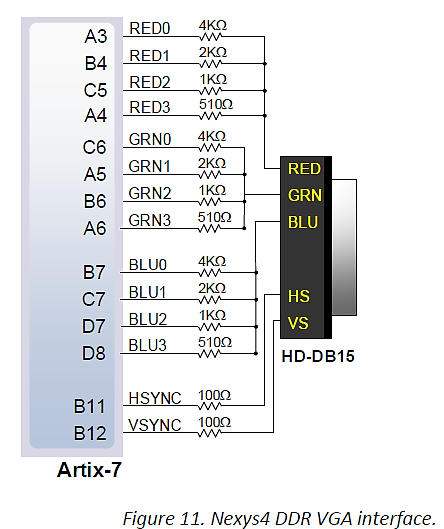 A3 RED0 4KΩ
B4 RED1 2KΩ
C5 RED2 1KΩ
A4 RED3 510Ω
C6 GRN0 4KΩ
A5 GRN1 2KΩ
B6 GRN2 1KΩ
A6 GRN3 510Ω
B7 BLU0 4KΩ
C7 BLU1 2KΩ
D7 BLU2 1KΩ
D8 BLU3 510Ω
B11 HSYNC 100Ω
B12 VSYNC 100Ω
Artix-7
RED
GRN
BLU
HS
VS
HD-DB15
Figure 11. Nexys4 DDR VGA interface.